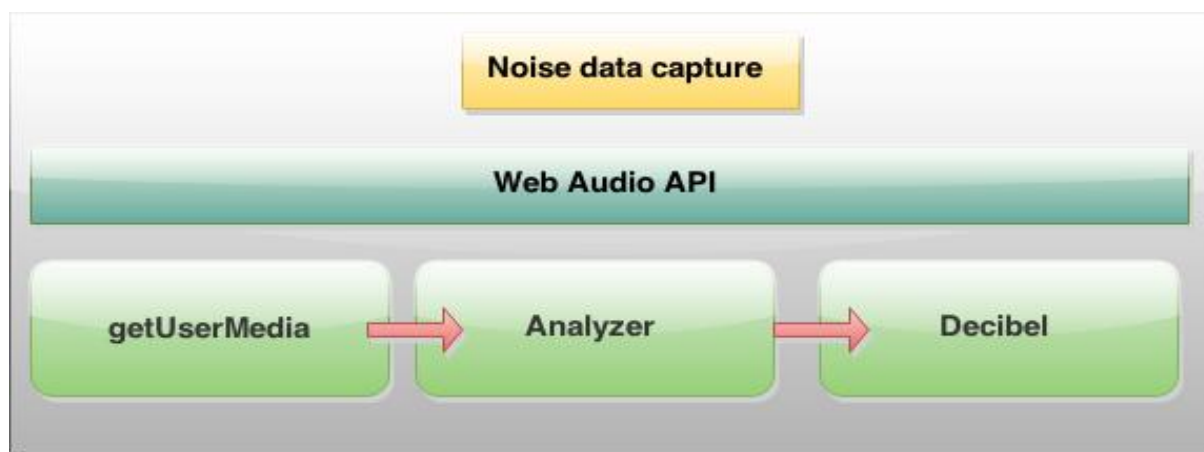 Noise data capture
Web Audio API
getUserMedia
Analyzer
Decibel